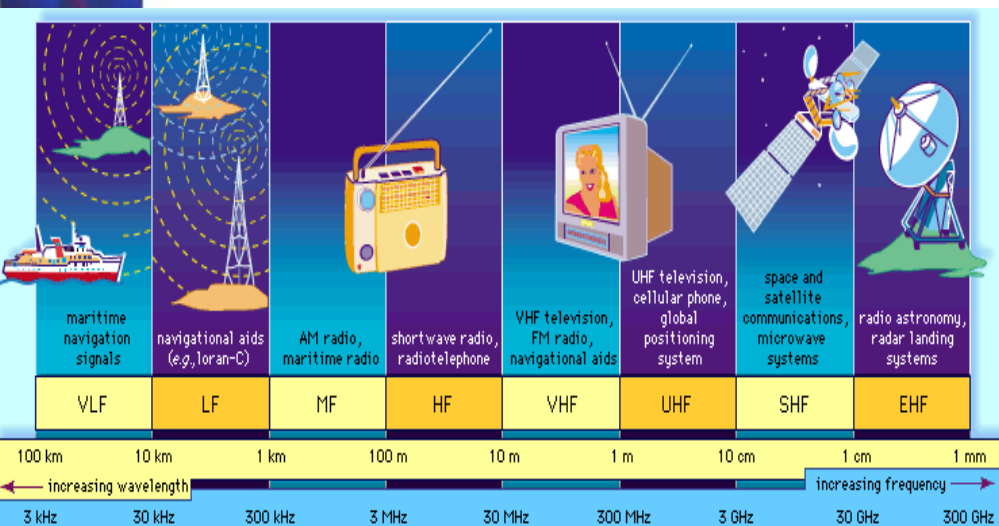 maritime
navigation
signals
navigational aids
(e.g.,loran-C)
AM radio,
maritime radio
shortwave radio,
radiotelephone
VHF television,
FM radio,
navigational aids
UHF television,
cellular phone,
global
positioning
system
space and
satellite
communications,
microwave
systems
radio astronomy,
radar landing
systems
VLF LF MF HF VHF UHF SHF EHF
100 km 10 km 1 km 100 m 10 m 1 m 10 cm 1 cm 1 mm
increasing wavelength increasing frequency
3 kHz 30 kHz 300 kHz 3 MHz 30 MHz 300 MHz 3 GHz 30 GHz 300 GHz